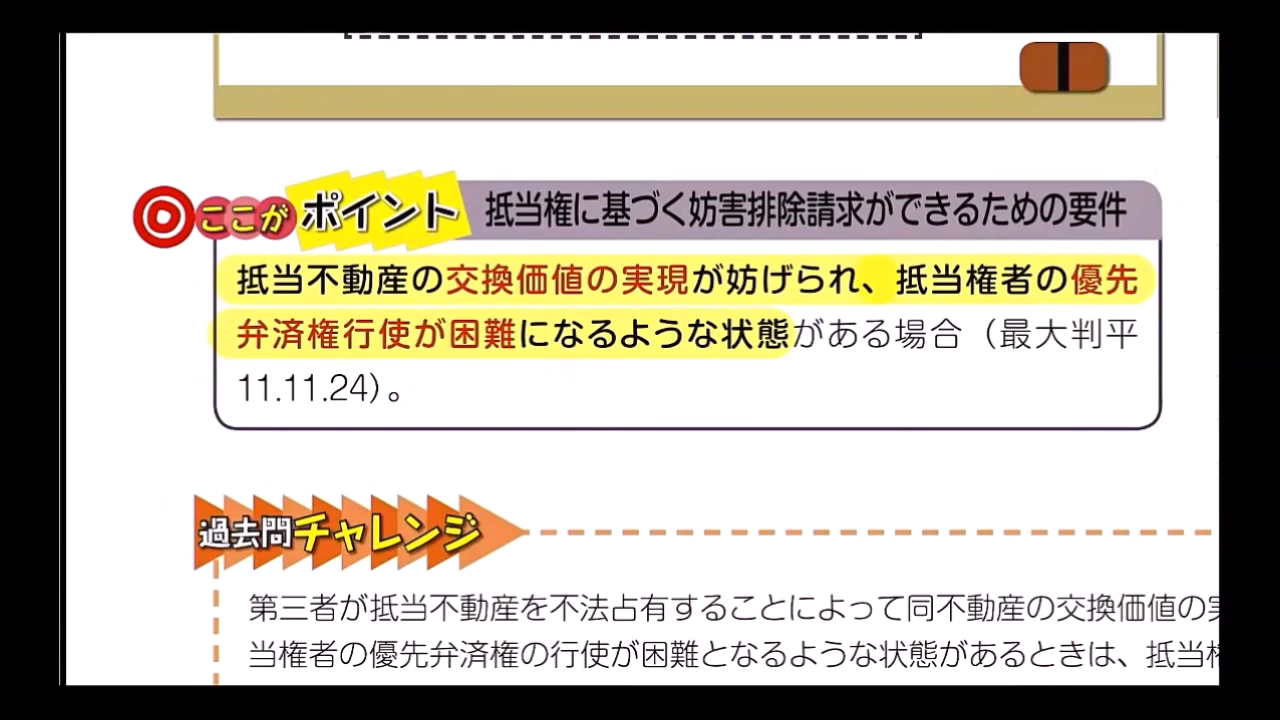 ここが ポイント 抵当権に基づく妨害排除請求ができるための要件
抵当不動産の交換価値の実現が妨げられ、抵当権者の優先
弁済権行使が困難になるような状態がある場合（最大判平
11.11.24）。
過去問チャレンジ
第三者が抵当不動産を不法占有することによって同不動産の交換価値の
当権者の優先弁済権の行使が困難となるような状態があるときは、抵当